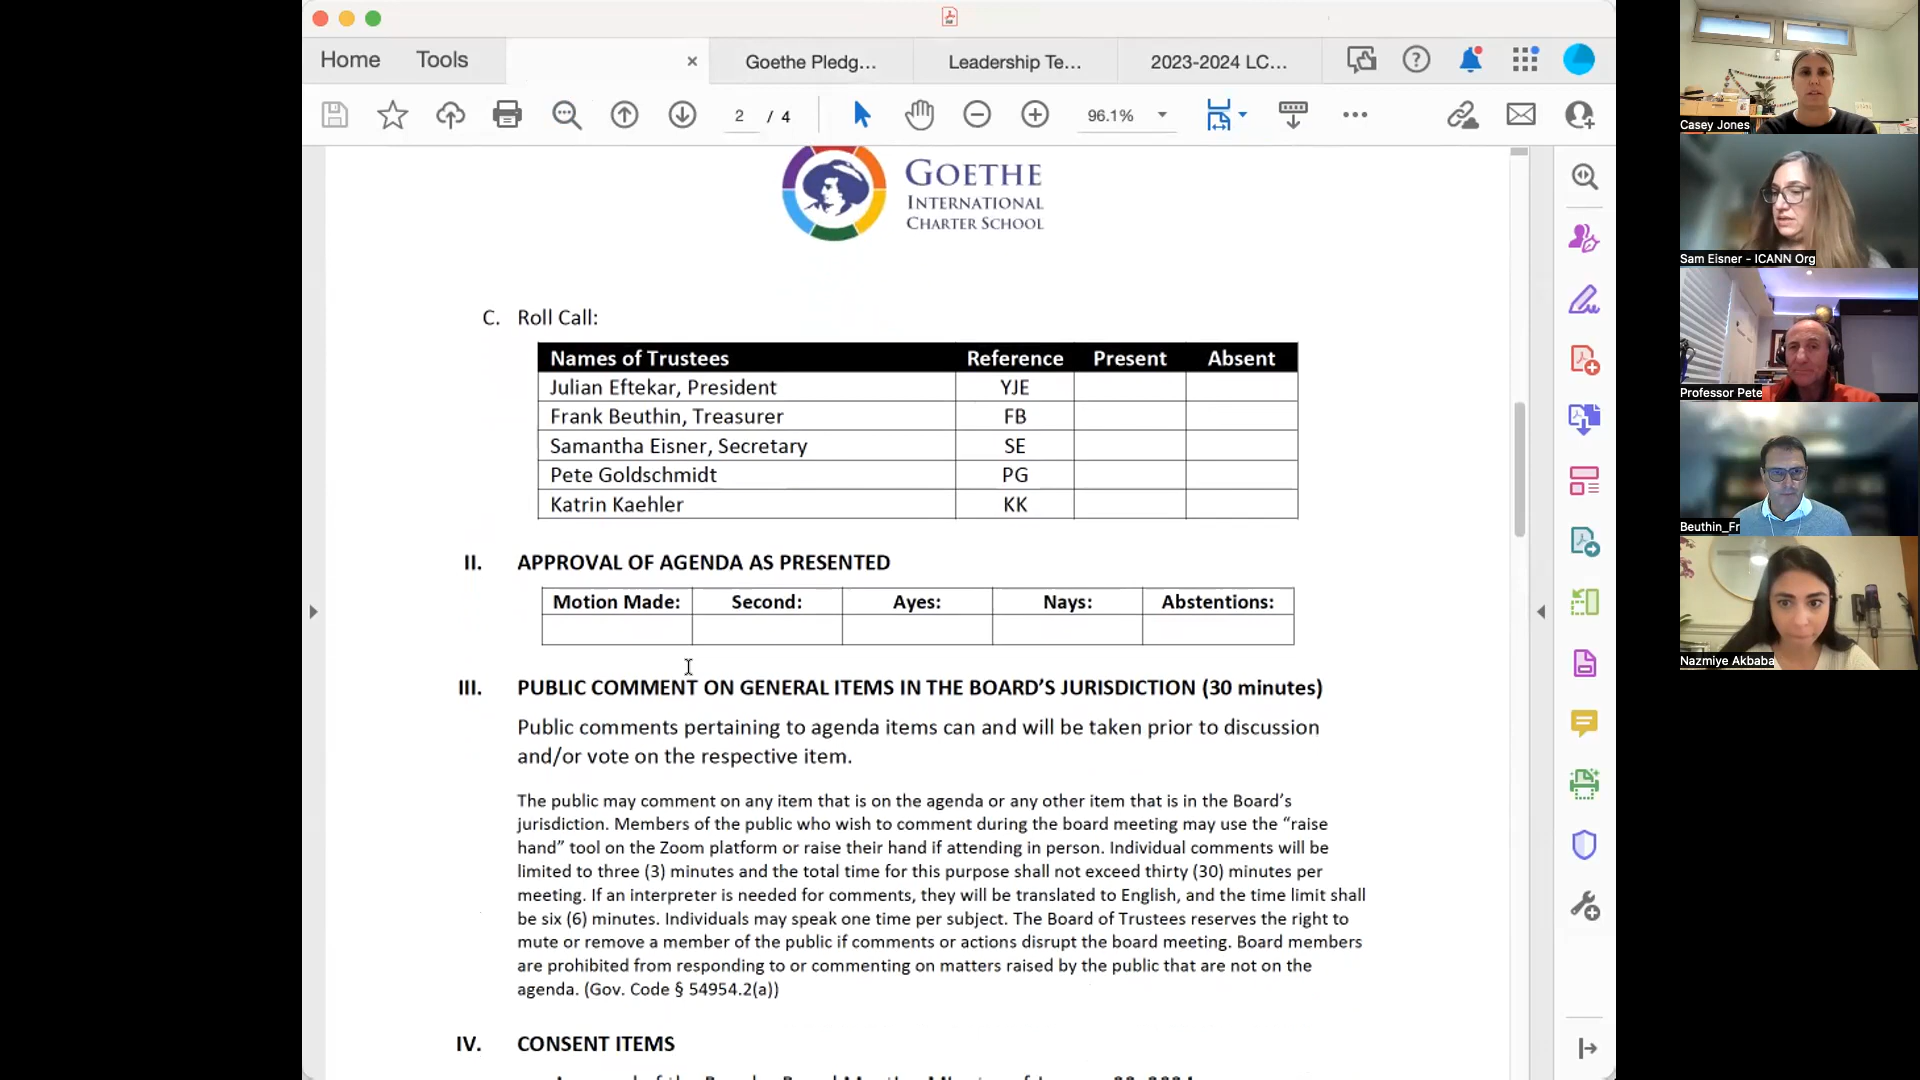 Home
Tools
Goethe Pledg...
Leadership Te...
2023-2024 LC...
2 / 4
96.1%
GOETHE
INTERNATIONAL
CHARTER SCHOOL
C. Roll Call:
Names of Trustees Reference Present Absent
Julian Eftekar, President YJE
Frank Beuthin, Treasurer FB
Samantha Eisner, Secretary SE
Pete Goldschmidt PG
Katrin Kaehler KK
II. APPROVAL OF AGENDA AS PRESENTED
Motion Made: Second: Ayes: Nays: Abstentions:
III. PUBLIC COMMENT ON GENERAL ITEMS IN THE BOARD’S JURISDICTION (30 minutes)
Public comments pertaining to agenda items can and will be taken prior to discussion
and/or vote on the respective item.
The public may comment on any item that is on the agenda or any other item that is in the Board’s
jurisdiction. Members of the public who wish to comment during the board meeting may use the “raise
hand” tool on the Zoom platform or raise their hand if attending in person. Individual comments will be
limited to three (3) minutes and the total time for this purpose shall not exceed thirty (30) minutes per
meeting. If an interpreter is needed for comments, they will be translated to English, and the time limit shall
be six (6) minutes. Individuals may speak one time per subject. The Board of Trustees reserves the right to
mute or remove a member of the public if comments or actions disrupt the board meeting. Board members
are prohibited from responding to or commenting on matters raised by the public that are not on the
agenda. (Gov. Code § 54954.2(a))
IV. CONSENT ITEMS
Casey Jones
Sam Eisner - ICANN Org
Professor Pete
Beuthin_Fr
Nazmiye Akbaba